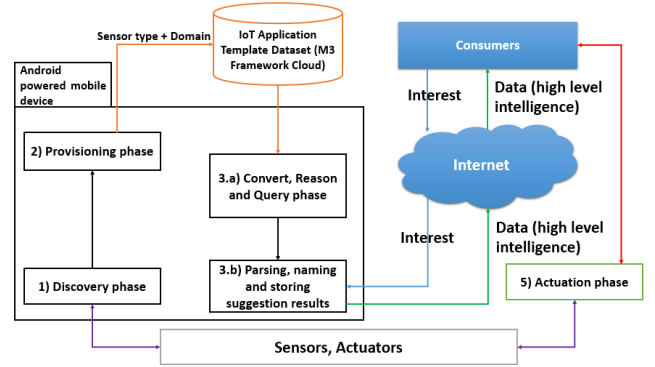 Sensor type + Domain
IoT Application
Template Dataset (M3
Framework Cloud)
Consumers
Android
powered mobile
device
Interest
Data (high level
intelligence)
2) Provisioning phase
3.a) Convert, Reason
and Query phase
Internet
Interest
Data (high level
intelligence)
1) Discovery phase
3.b) Parsing, naming
and storing
suggestion results
5) Actuation phase
Sensors, Actuators